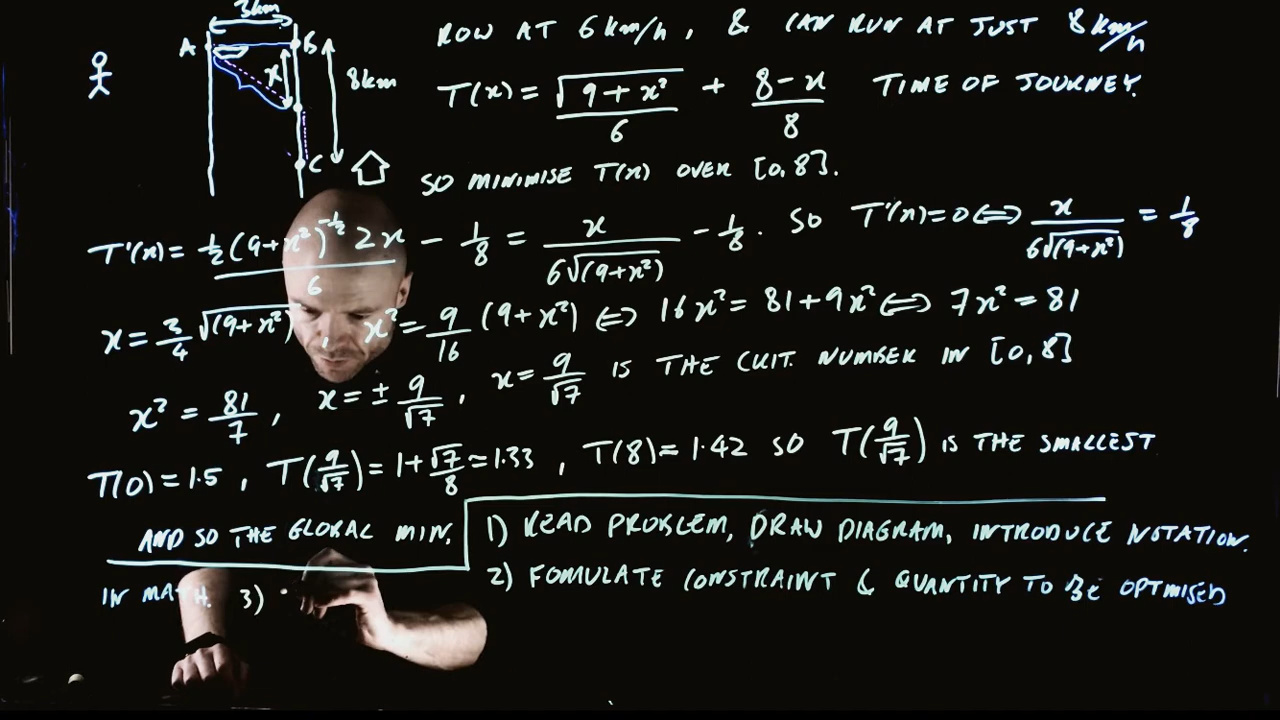 3km
A
B
x
8km
C
ROW AT 6 km/h, & CAN RUN AT JUST 8 km/h
T(x) = √(9+x²)/6 + (8-x)/8 TIME OF JOURNEY.
SO MINIMISE T(x) OVER [0,8].
T'(x) = ½(9+x²)^(-½) 2x / 6 - 1/8 = x/(6√(9+x²)) - 1/8. SO T'(x)=0 ⟺ x/(6√(9+x²)) = 1/8
x = 3/4 √(9+x²), x² = 9/16 (9+x²) ⟺ 16x² = 81+9x² ⟺ 7x² = 81
x² = 81/7, x = ± 9/√7, x = 9/√7 IS THE CRIT. NUMBER IN [0,8]
T(0) = 1.5, T(9/√7) = 1+√7/8 ≃ 1.33, T(8) = 1.42 SO T(9/√7) IS THE SMALLEST
AND SO THE GLOBAL MIN.
1) READ PROBLEM, DRAW DIAGRAM, INTRODUCE NOTATION.
2) FOMULATE CONSTRAINT & QUANTITY TO BE OPTMISED
IN MATH. 3)